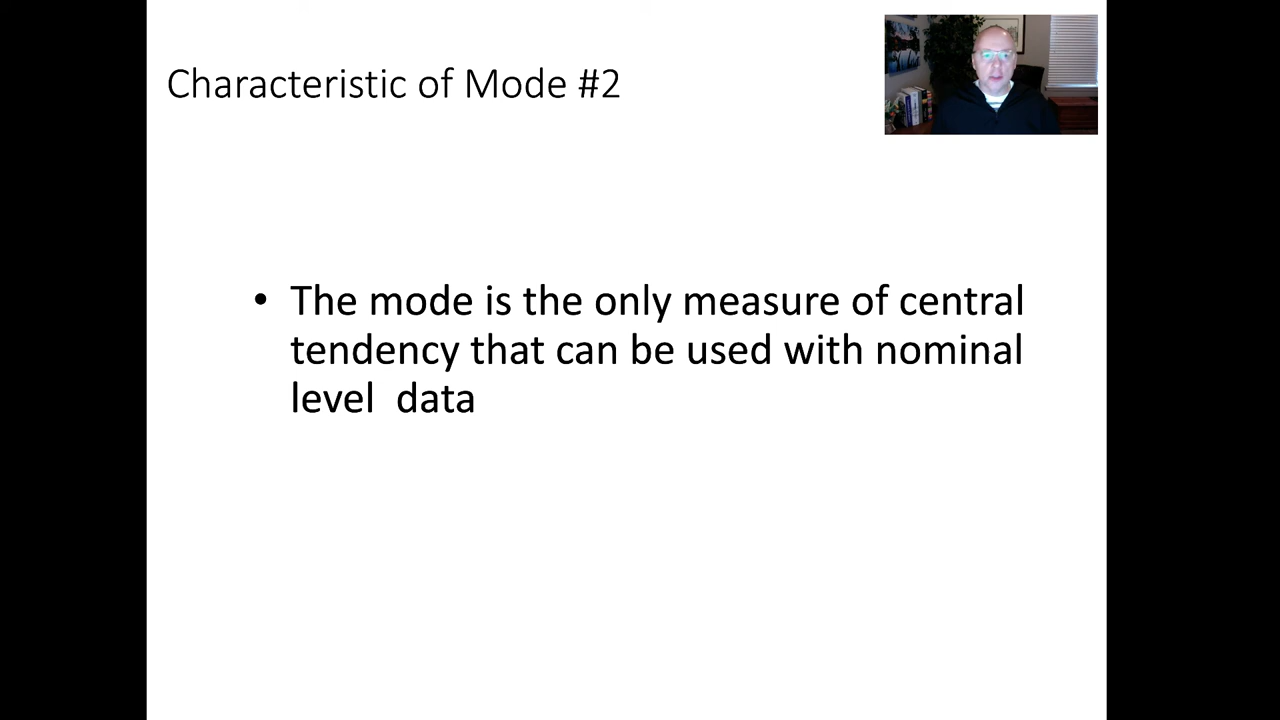 Characteristic of Mode #2
• The mode is the only measure of central
tendency that can be used with nominal
level  data